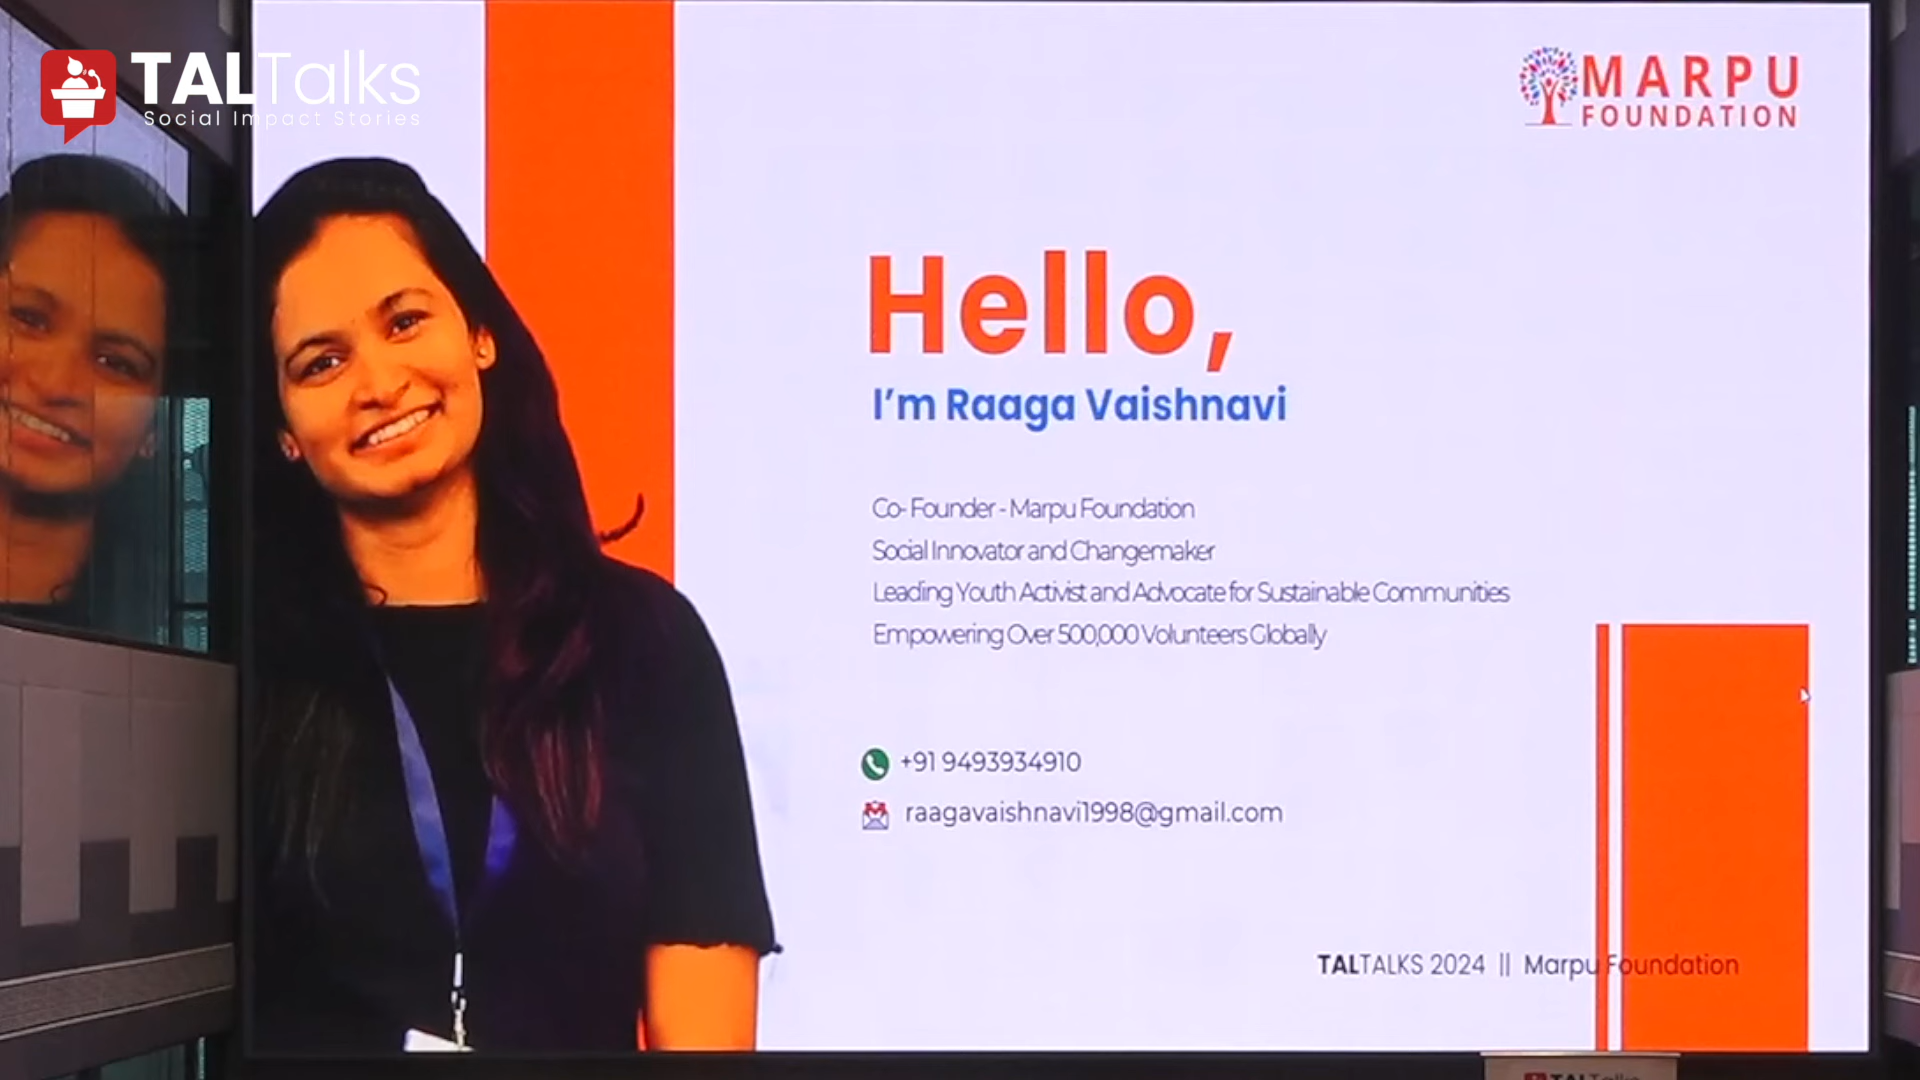 TALTalks
Social Impact Stories
MARPU
FOUNDATION
Hello,
I'm Raaga Vaishnavi
Co- Founder - Marpu Foundation
Social Innovator and Changemaker
Leading Youth Activist and Advocate for Sustainable Communities
Empowering Over 500,000 Volunteers Globally
+91 9493934910
raagavaishnavi1998@gmail.com
TALTALKS 2024 || Marpu Foundation
TALTalks